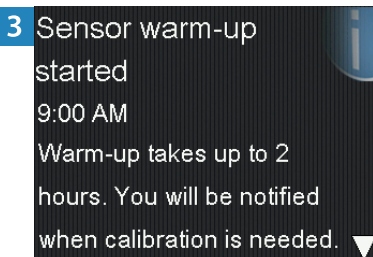 3
Sensor warm-up
started
9:00 AM
Warm-up takes up to 2
hours. You will be notified
when calibration is needed.